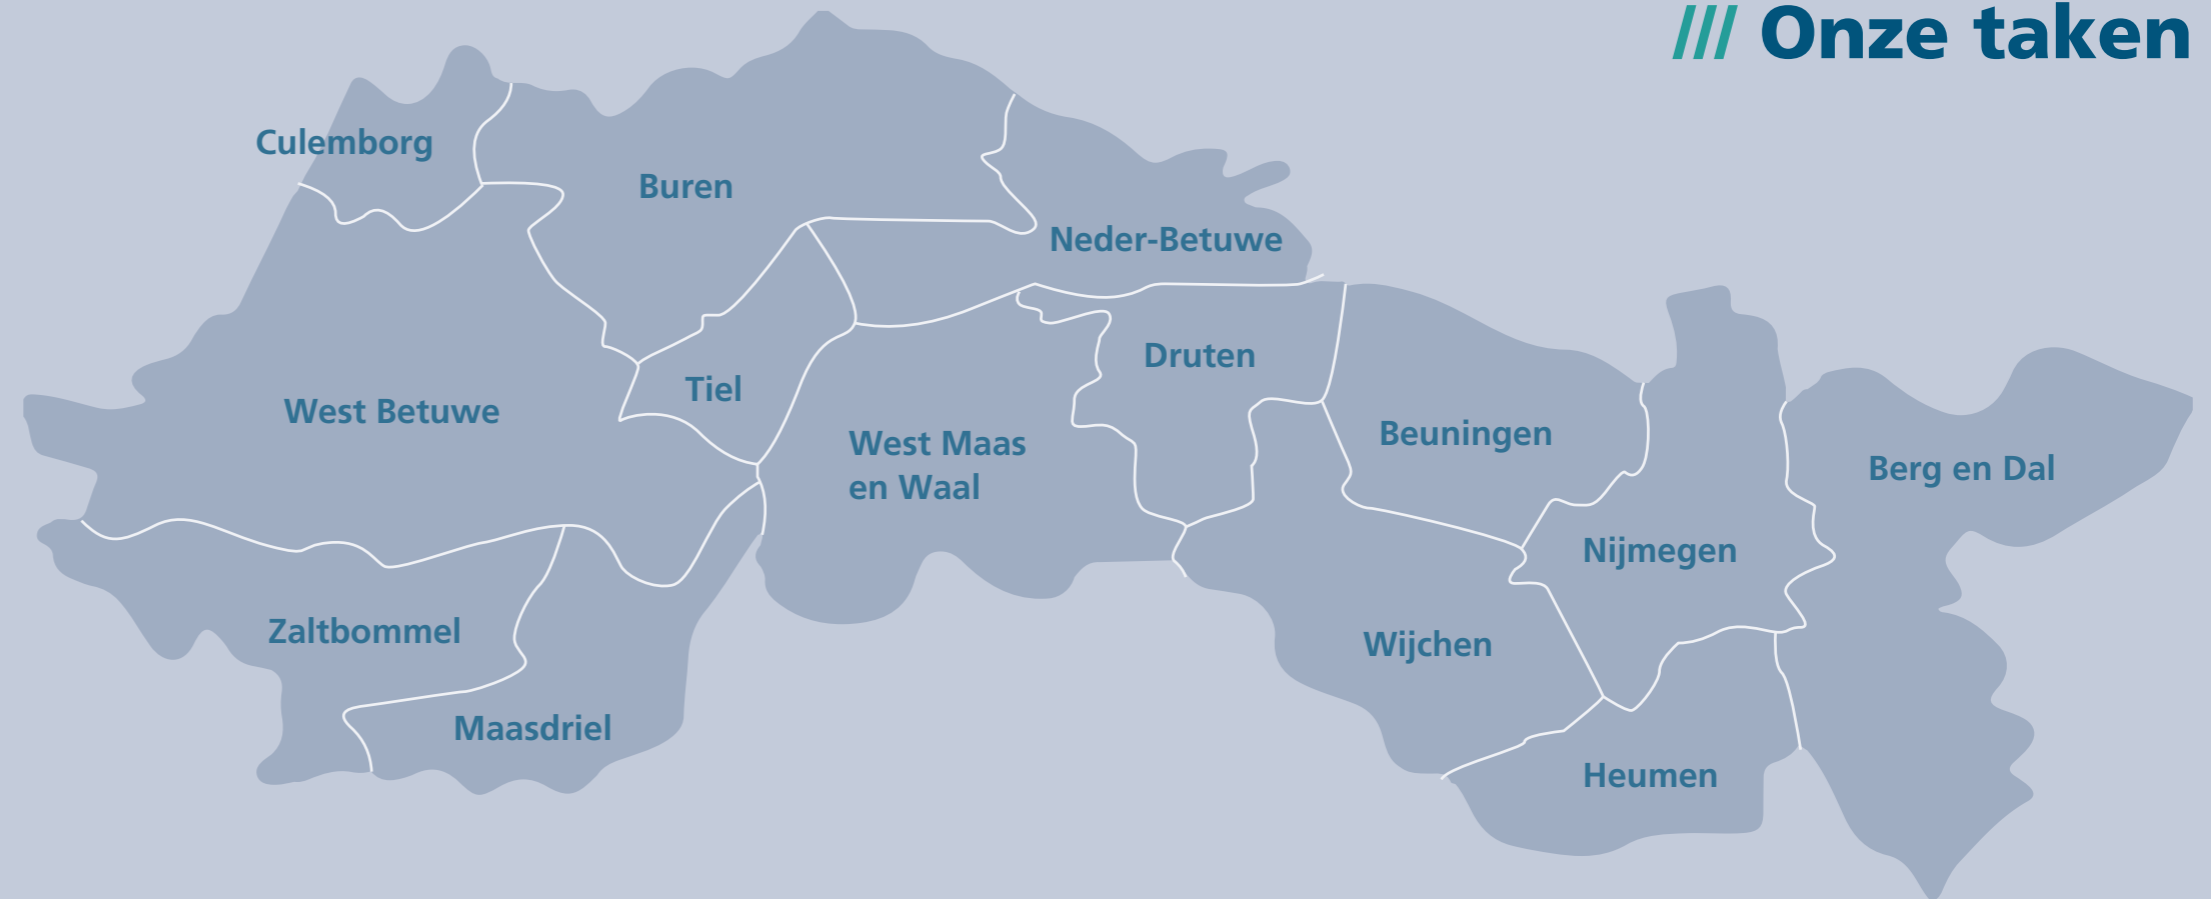 /// Onze taken
Culemborg
Buren
Neder-Betuwe
Druten
Tiel
West Betuwe
West Maas
en Waal
Beuningen
Berg en Dal
Nijmegen
Zaltbommel
Wijchen
Maasdriel
Heumen